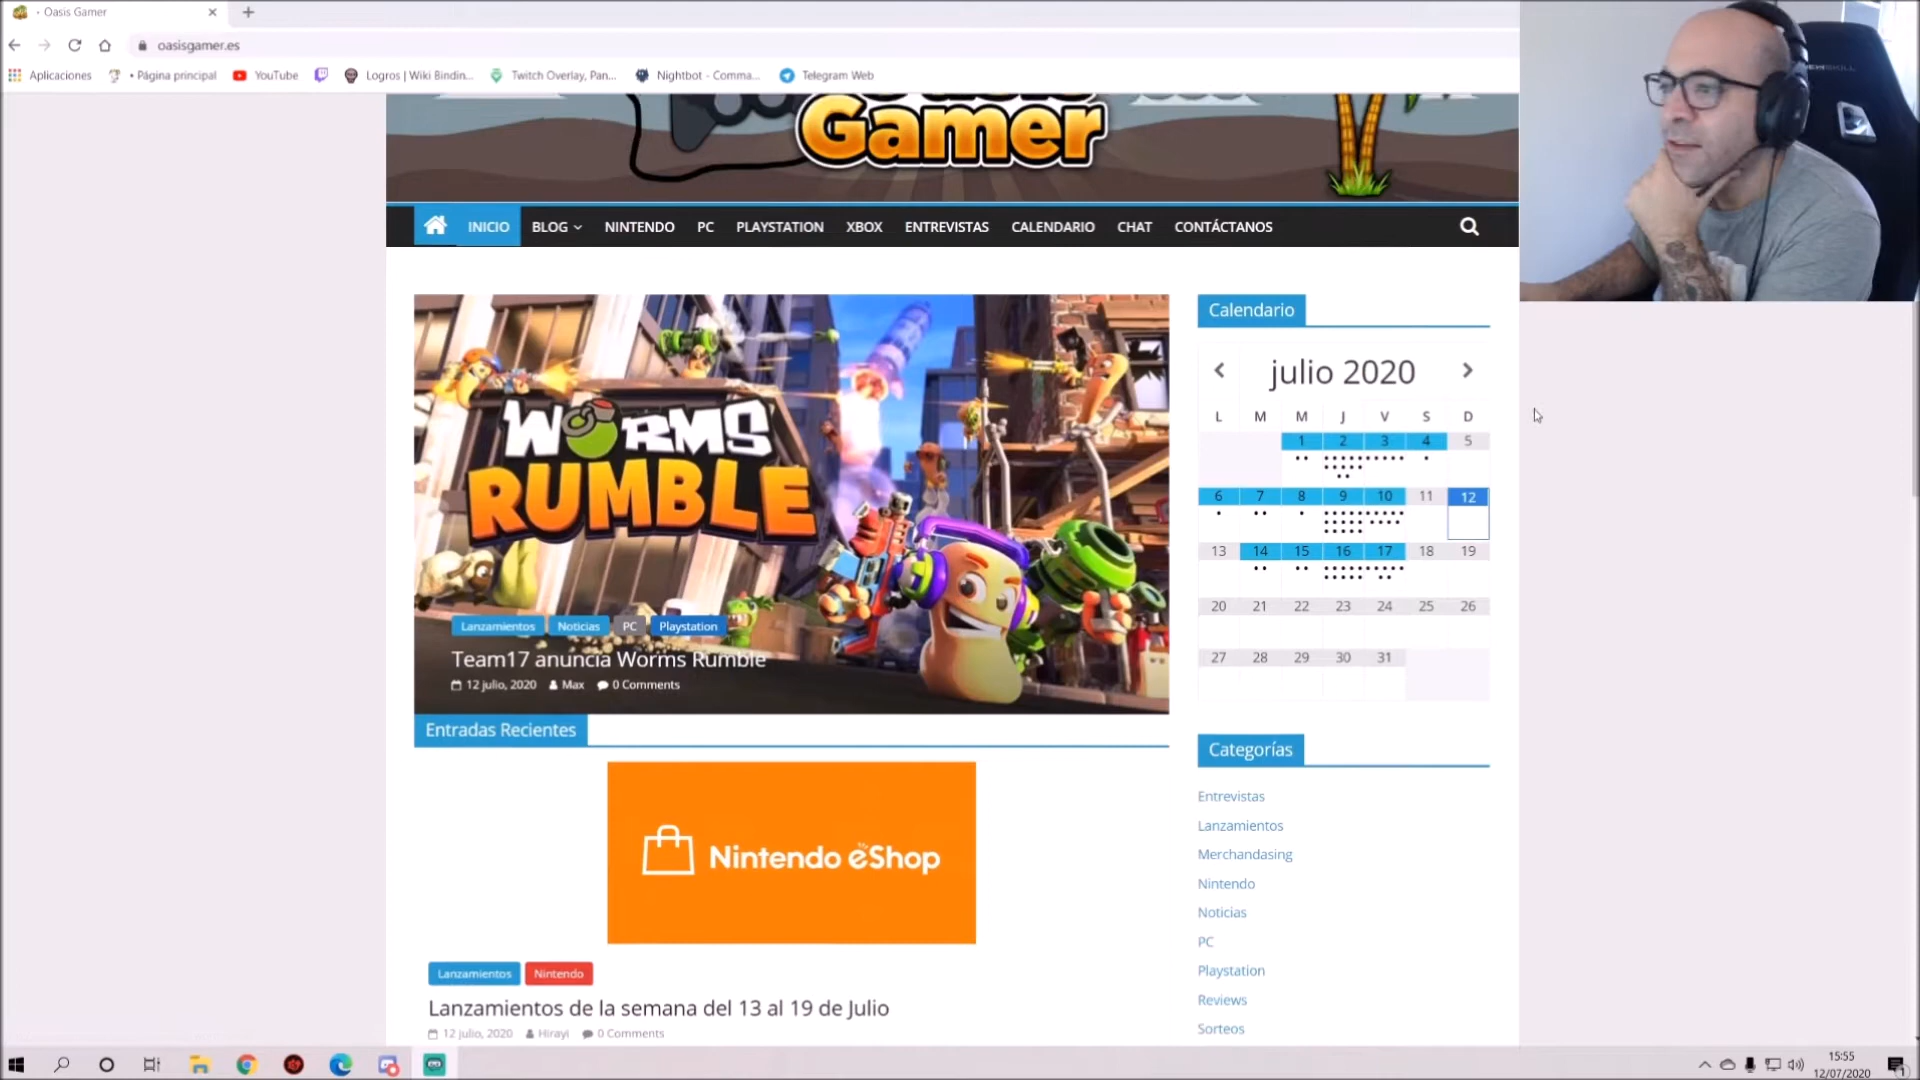 • Oasis Gamer
oasisgamer.es
Aplicaciones
• Página principal
YouTube
Logros | Wiki Bindin...
Twitch Overlay, Pan...
Nightbot - Comma...
Telegram Web
Gamer
INICIO
BLOG
NINTENDO
PC
PLAYSTATION
XBOX
ENTREVISTAS
CALENDARIO
CHAT
CONTÁCTANOS
WORMS
RUMBLE
Lanzamientos
Noticias
PC
Playstation
Team17 anuncia Worms Rumble
12 julio, 2020 Max 0 Comments
Entradas Recientes
Nintendo eShop
Lanzamientos
Nintendo
Lanzamientos de la semana del 13 al 19 de Julio
12 julio, 2020 Hirayi 0 Comments
Calendario
julio 2020
L M M J V S D
1 2 3 4 5
6 7 8 9 10 11 12
13 14 15 16 17 18 19
20 21 22 23 24 25 26
27 28 29 30 31
Categorías
Entrevistas
Lanzamientos
Merchandasing
Nintendo
Noticias
PC
Playstation
Reviews
Sorteos
15:55
12/07/2020
1